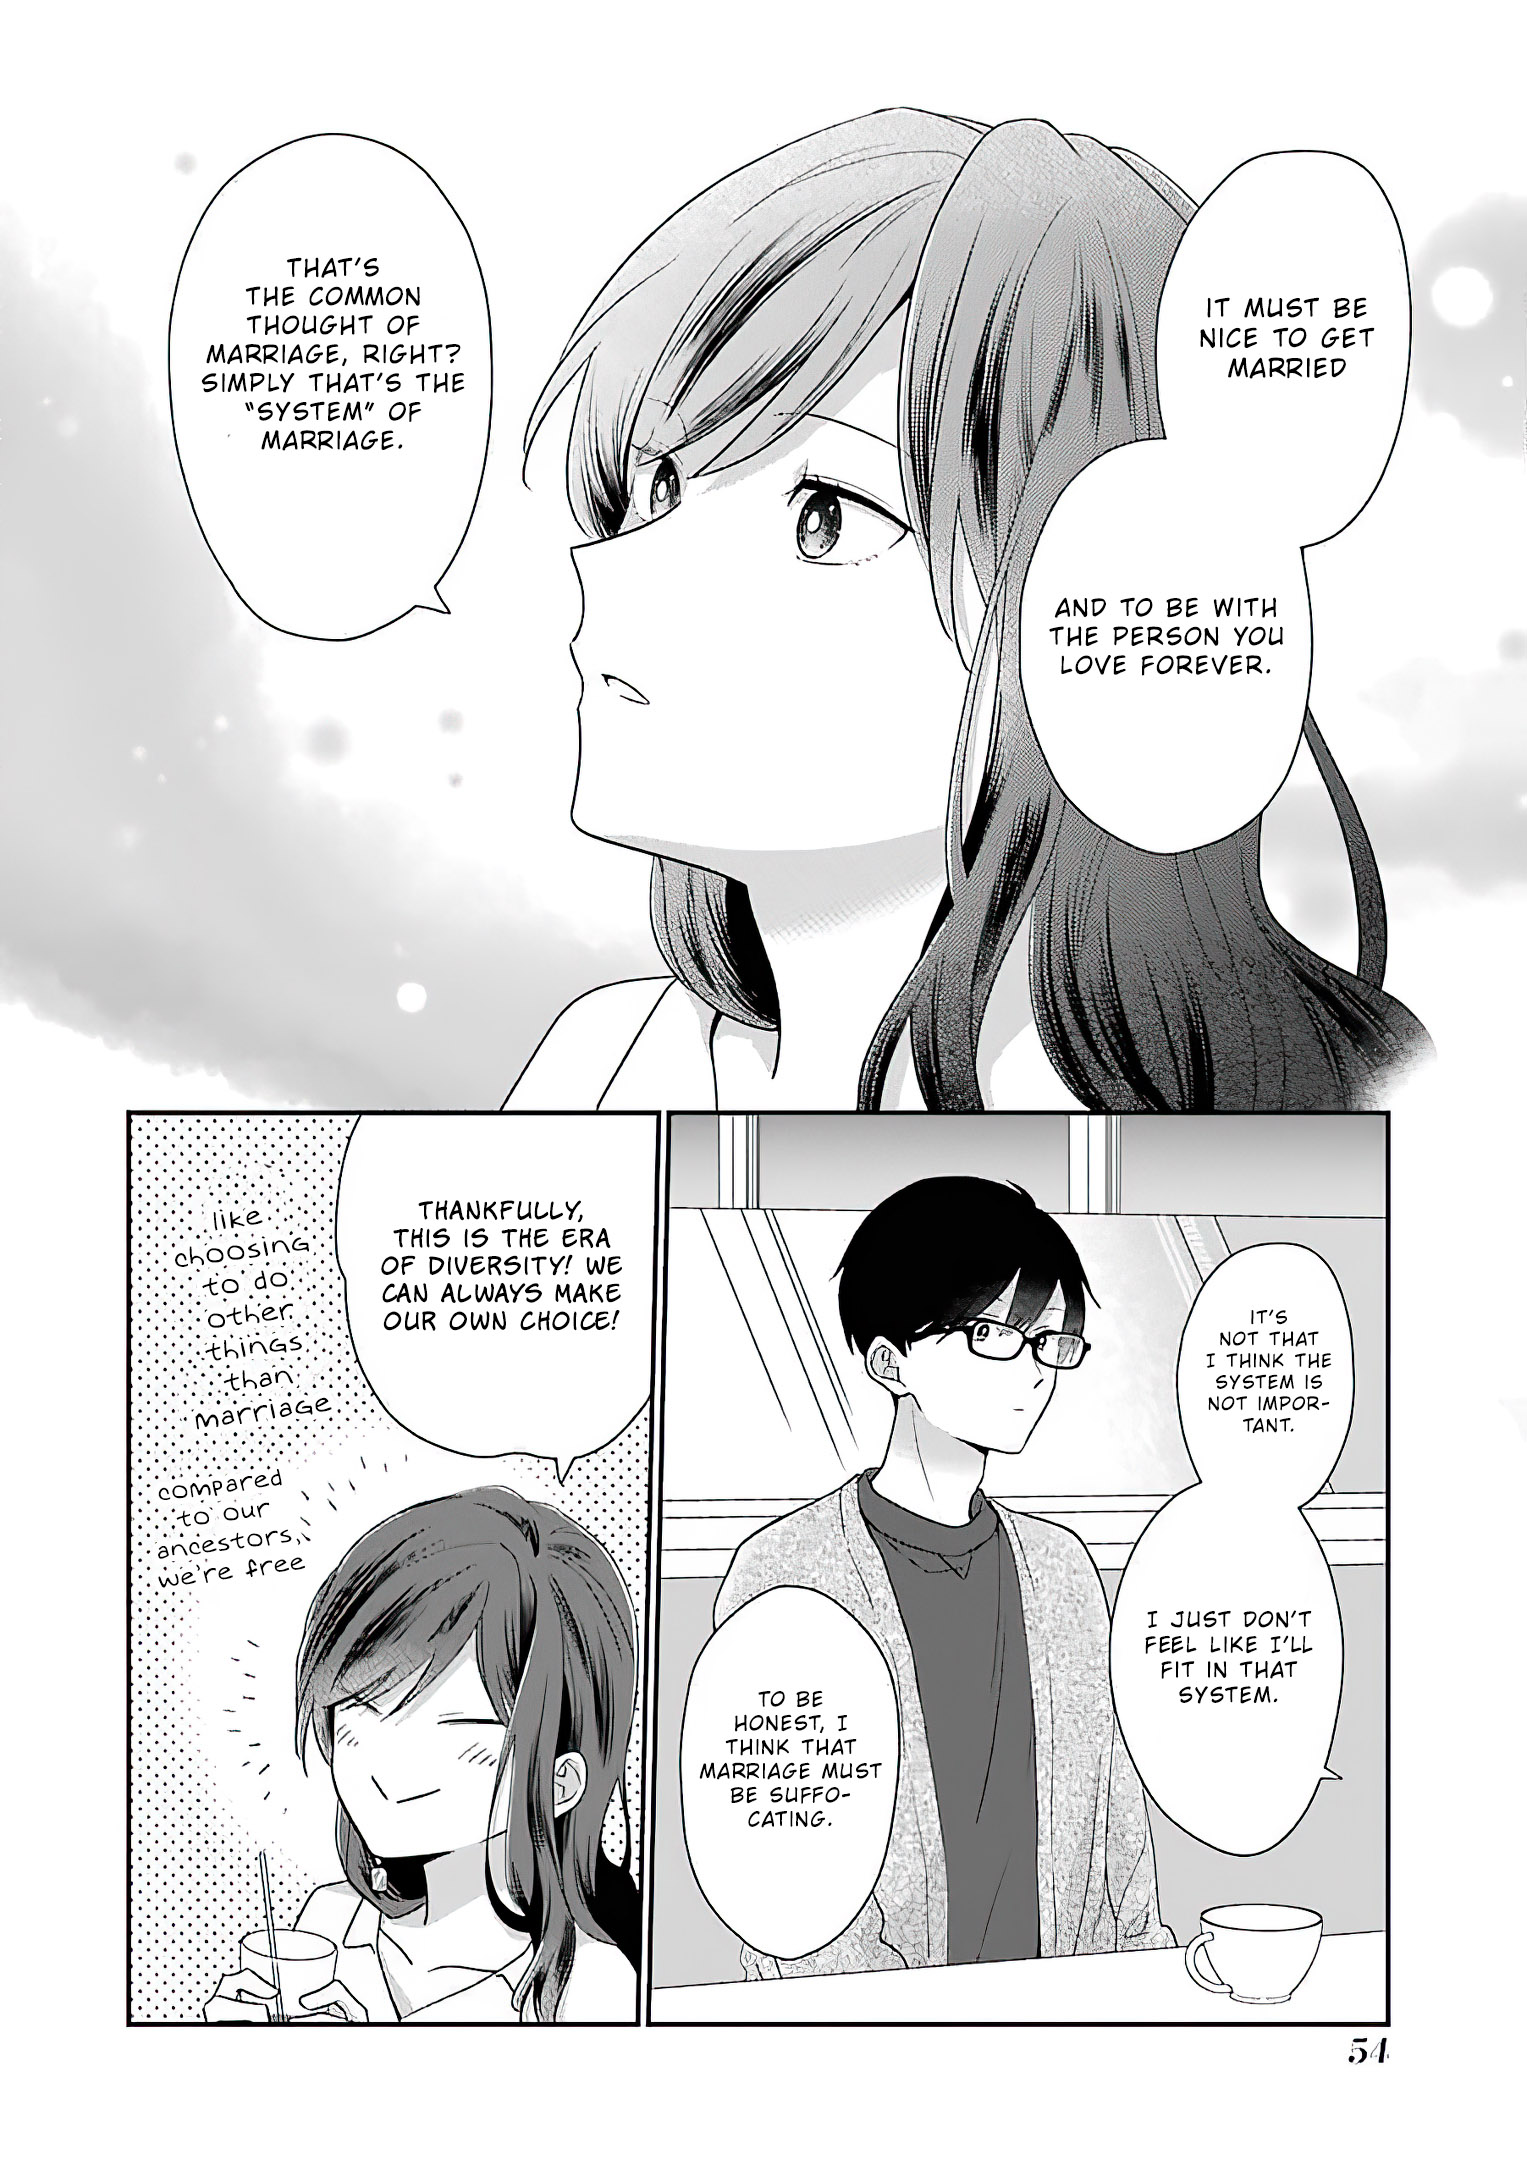 IT MUST BE
NICE TO GET
MARRIED
AND TO BE WITH
THE PERSON YOU
LOVE FOREVER.
THAT'S
THE COMMON
THOUGHT OF
MARRIAGE, RIGHT?
SIMPLY THAT'S THE
"SYSTEM" OF
MARRIAGE.
IT'S
NOT THAT
I THINK THE
SYSTEM IS
NOT IMPOR-
TANT.
I JUST DON'T
FEEL LIKE I'LL
FIT IN THAT
SYSTEM.
TO BE
HONEST, I
THINK THAT
MARRIAGE MUST
BE SUFFO-
CATING.
THANKFULLY,
THIS IS THE ERA
OF DIVERSITY! WE
CAN ALWAYS MAKE
OUR OWN CHOICE!
like
choosing
to do
other
things
than
marriage
compared
to our
ancestors,
we're free
54